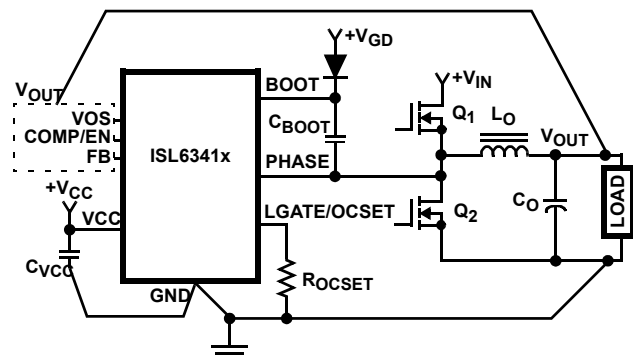 +VGD
VOUT
BOOT
+VIN
VOS
Q1
LO
COMP/EN
CBOOT
VOUT
FB
ISL6341x
PHASE
+VCC
VCC
LGATE/OCSET
Q2
CO
LOAD
CVCC
ROCSET
GND